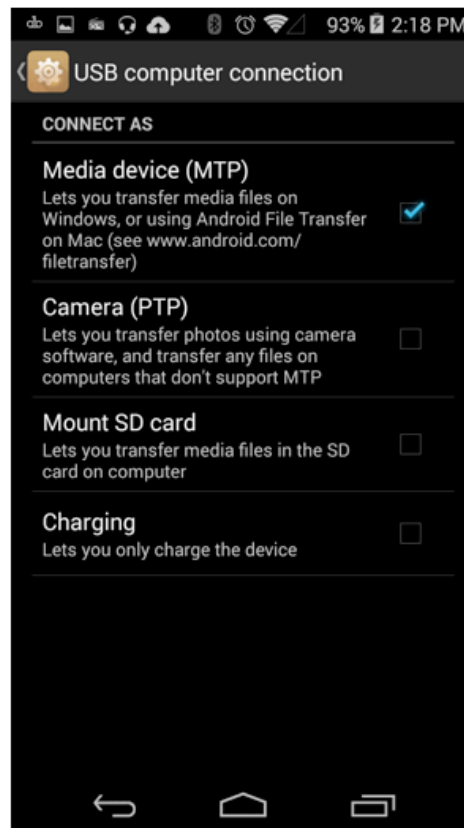 93% 2:18 PM
USB computer connection
CONNECT AS
Media device (MTP)
Lets you transfer media files on
Windows, or using Android File Transfer
on Mac (see www.android.com/
filetransfer)
Camera (PTP)
Lets you transfer photos using camera
software, and transfer any files on
computers that don't support MTP
Mount SD card
Lets you transfer media files in the SD
card on computer
Charging
Lets you only charge the device